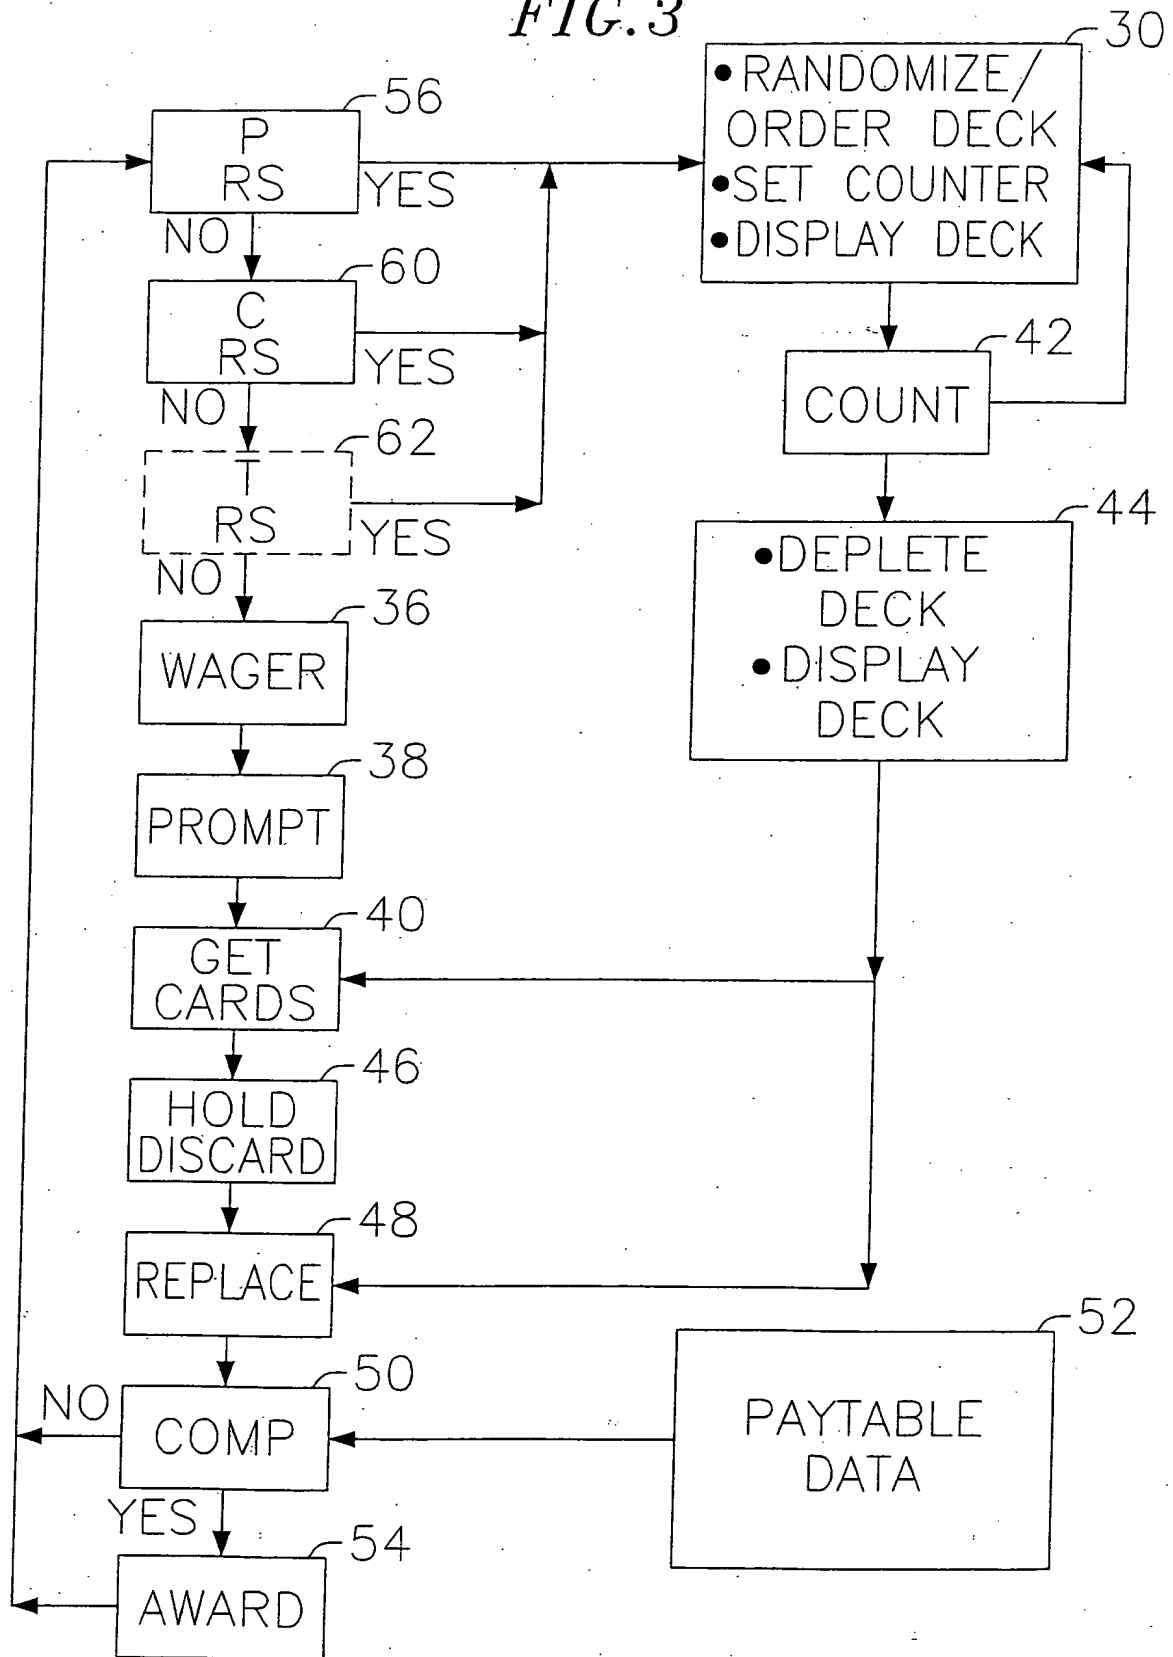 FIG.3
30
• RANDOMIZE/
ORDER DECK
• SET COUNTER
• DISPLAY DECK
56
P
RS
YES
NO
60
C
RS
YES
NO
62
T
RS
YES
NO
42
COUNT
44
• DEPLETE
DECK
• DISPLAY
DECK
36
WAGER
38
PROMPT
40
GET
CARDS
46
HOLD
DISCARD
48
REPLACE
50
COMP
NO
YES
52
PAYTABLE
DATA
54
AWARD